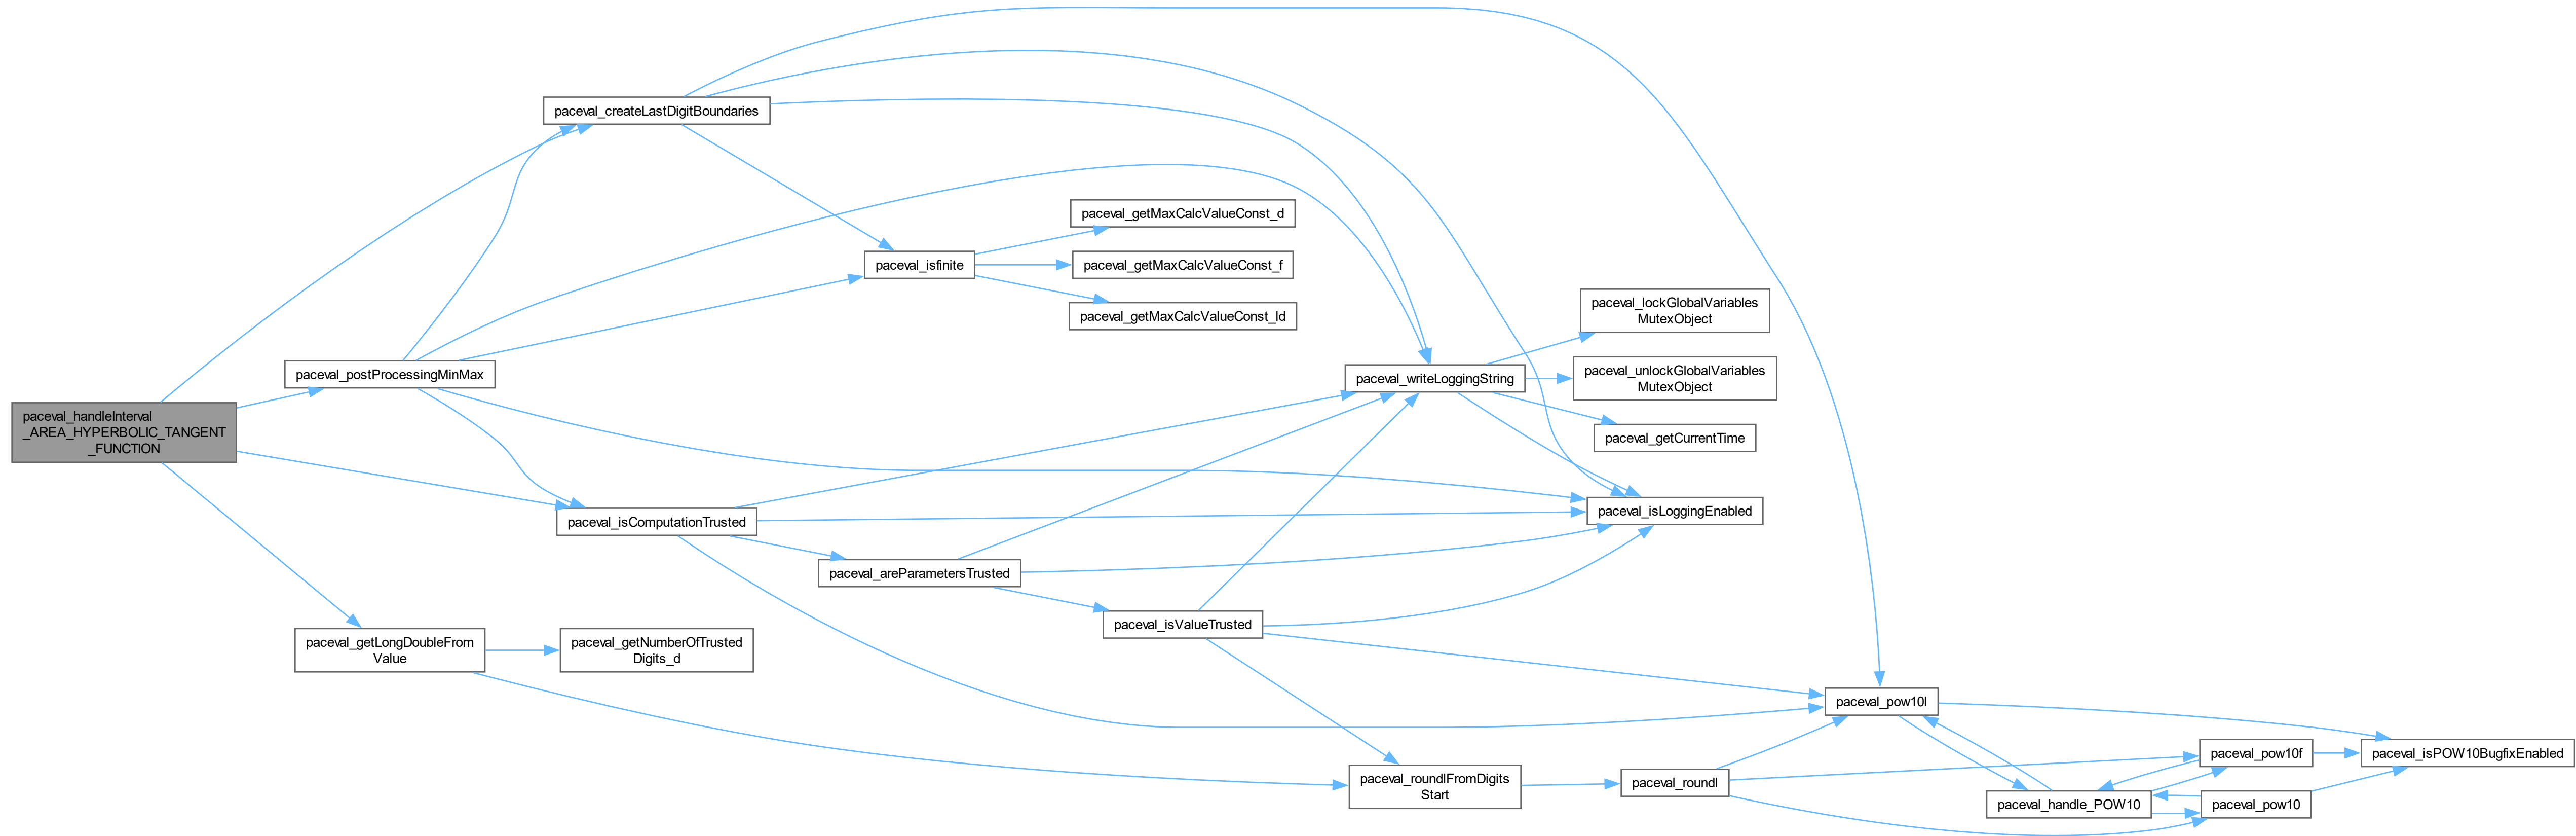 paceval_handleInterval
_AREA_HYPERBOLIC_TANGENT
_FUNCTION
paceval_createLastDigitBoundaries
paceval_postProcessingMinMax
paceval_isComputationTrusted
paceval_getLongDoubleFrom
Value
paceval_getNumberOfTrusted
Digits_d
paceval_isfinite
paceval_areParametersTrusted
paceval_getMaxCalcValueConst_d
paceval_getMaxCalcValueConst_f
paceval_getMaxCalcValueConst_ld
paceval_isValueTrusted
paceval_writeLoggingString
paceval_roundlFromDigits
Start
paceval_lockGlobalVariables
MutexObject
paceval_unlockGlobalVariables
MutexObject
paceval_getCurrentTime
paceval_isLoggingEnabled
paceval_roundl
paceval_pow10l
paceval_handle_POW10
paceval_pow10f
paceval_pow10
paceval_isPOW10BugfixEnabled